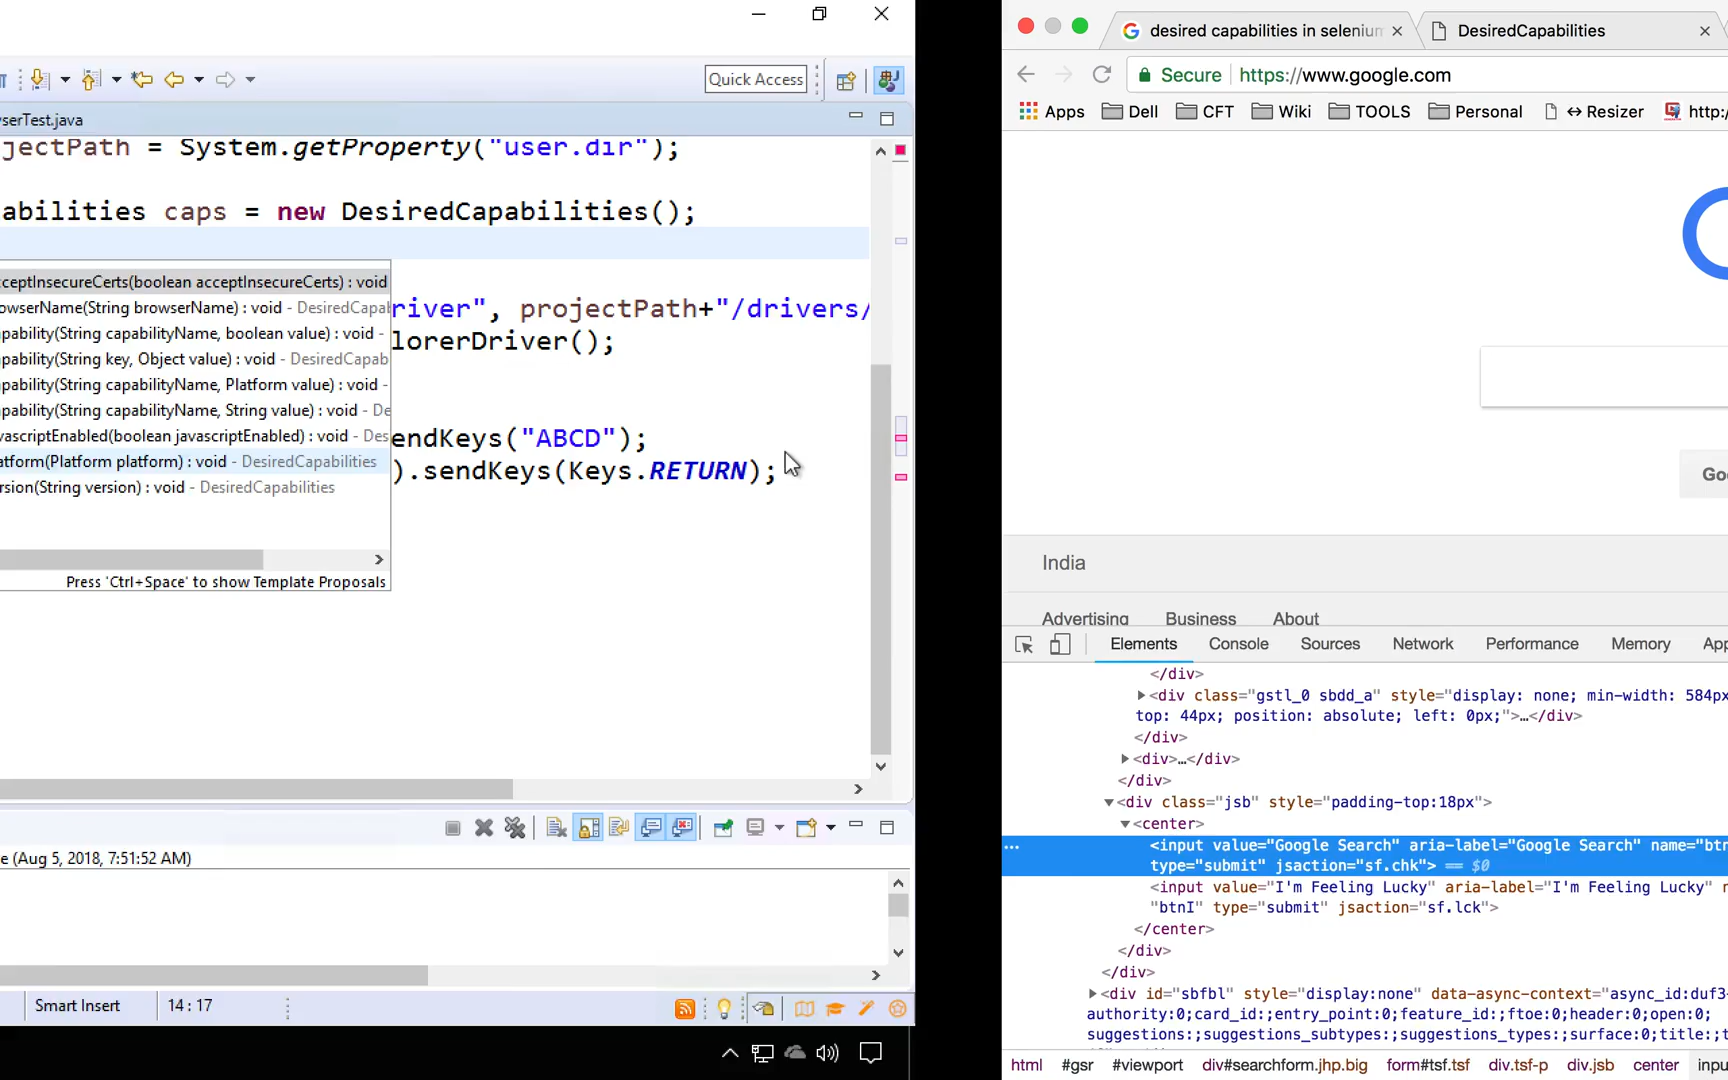 Quick Access
serTest.java
jectPath = System.getProperty("user.dir");
abilities caps = new DesiredCapabilities();
ceptInsecureCerts(boolean acceptInsecureCerts) : void
owserName(String browserName) : void - DesiredCapab
pability(String capabilityName, boolean value) : void -
pability(String key, Object value) : void - DesiredCapab
pability(String capabilityName, Platform value) : void -
pability(String capabilityName, String value) : void - De
vascriptEnabled(boolean javascriptEnabled) : void - Des
atform(Platform platform) : void - DesiredCapabilities
rsion(String version) : void - DesiredCapabilities
Press 'Ctrl+Space' to show Template Proposals
river", projectPath+"/drivers/
lorerDriver();
endKeys("ABCD");
).sendKeys(Keys.RETURN);
e (Aug 5, 2018, 7:51:52 AM)
Smart Insert
14 : 17
desired capabilities in selenium
DesiredCapabilities
Secure
https://www.google.com
Apps
Dell
CFT
Wiki
TOOLS
Personal
↔ Resizer
http:/
Go
India
Advertising
Business
About
Elements
Console
Sources
Network
Performance
Memory
App
</div>
▶<div class="gstl_0 sbdd_a" style="display: none; min-width: 584px
top: 44px; position: absolute; left: 0px;">…</div>
</div>
▶<div>…</div>
</div>
▼<div class="jsb" style="padding-top:18px">
▼<center>
<input value="Google Search" aria-label="Google Search" name="btn
type="submit" jsaction="sf.chk"> == $0
<input value="I'm Feeling Lucky" aria-label="I'm Feeling Lucky" n
"btnI" type="submit" jsaction="sf.lck">
</center>
</div>
</div>
▶<div id="sbfbl" style="display:none" data-async-context="async_id:duf3-
authority:0;card_id:;entry_point:0;feature_id:;ftoe:0;header:0;open:0;
suggestions:;suggestions_subtypes:;suggestions_types:;surface:0;title:;t
html
#gsr
#viewport
div#searchform.jhp.big
form#tsf.tsf
div.tsf-p
div.jsb
center
inpu